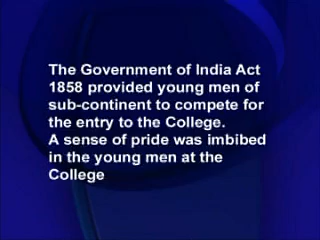 The Government of India Act
1858 provided young men of
sub-continent to compete for
the entry to the College.
A sense of pride was imbibed
in the young men at the
College